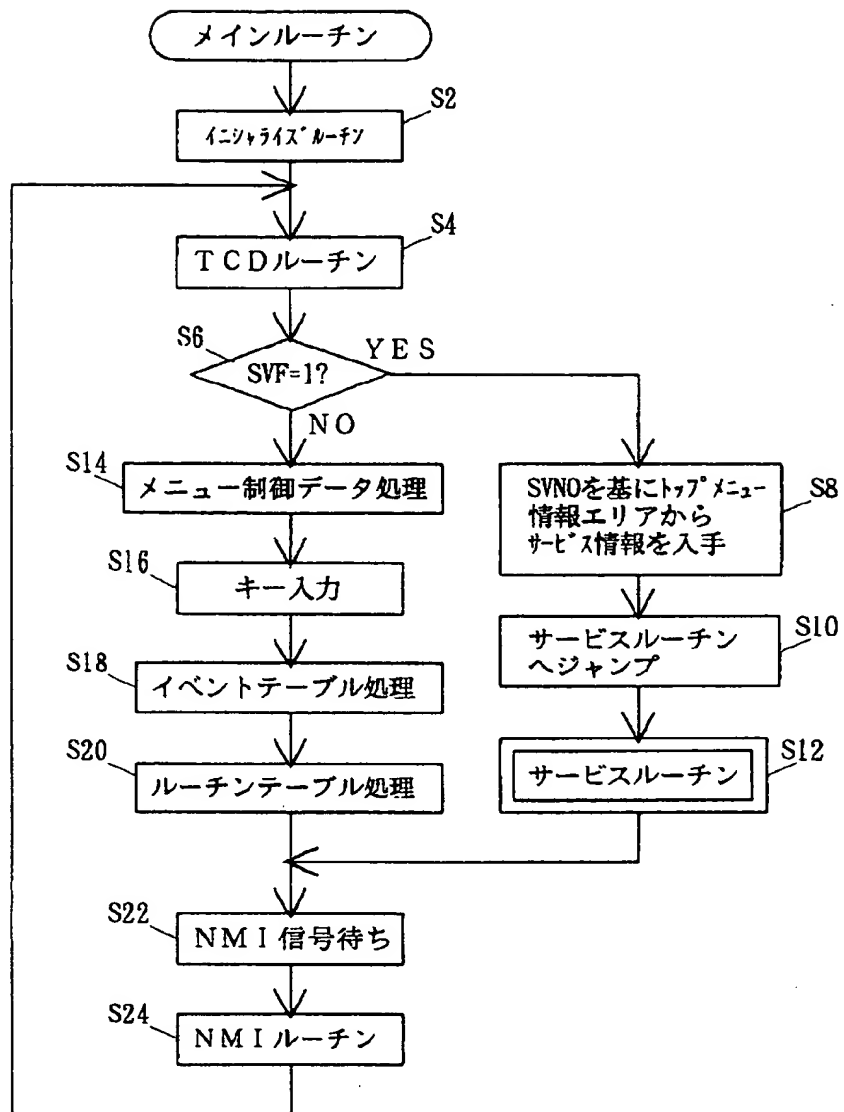 メインルーチン
S2
ｲﾆｼｬﾗｲｽﾞﾙｰﾁﾝ
S4
ＴＣＤルーチン
S6
SVF=1?
ＹＥＳ
ＮＯ
S14
メニュー制御データ処理
S16
キー入力
S18
イベントテーブル処理
S20
ルーチンテーブル処理
S8
SVNOを基にﾄｯﾌﾟﾒﾆｭｰ
情報エリアから
ｻｰﾋﾞｽ情報を入手
S10
サービスルーチン
へジャンプ
S12
サービスルーチン
S22
ＮＭＩ信号待ち
S24
ＮＭＩルーチン